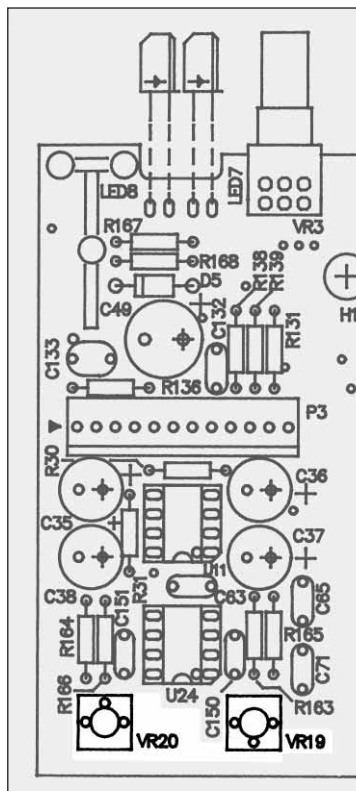 LED8
LED7
VR3
R167
R168
D5
C49
C132
R138
R139
R131
H1
C133
R136
P3
R30
C36
C35
C37
R31
U11
C38
C151
C63
C65
R164
R165
C71
R166
U24
C150
R163
VR20
VR19